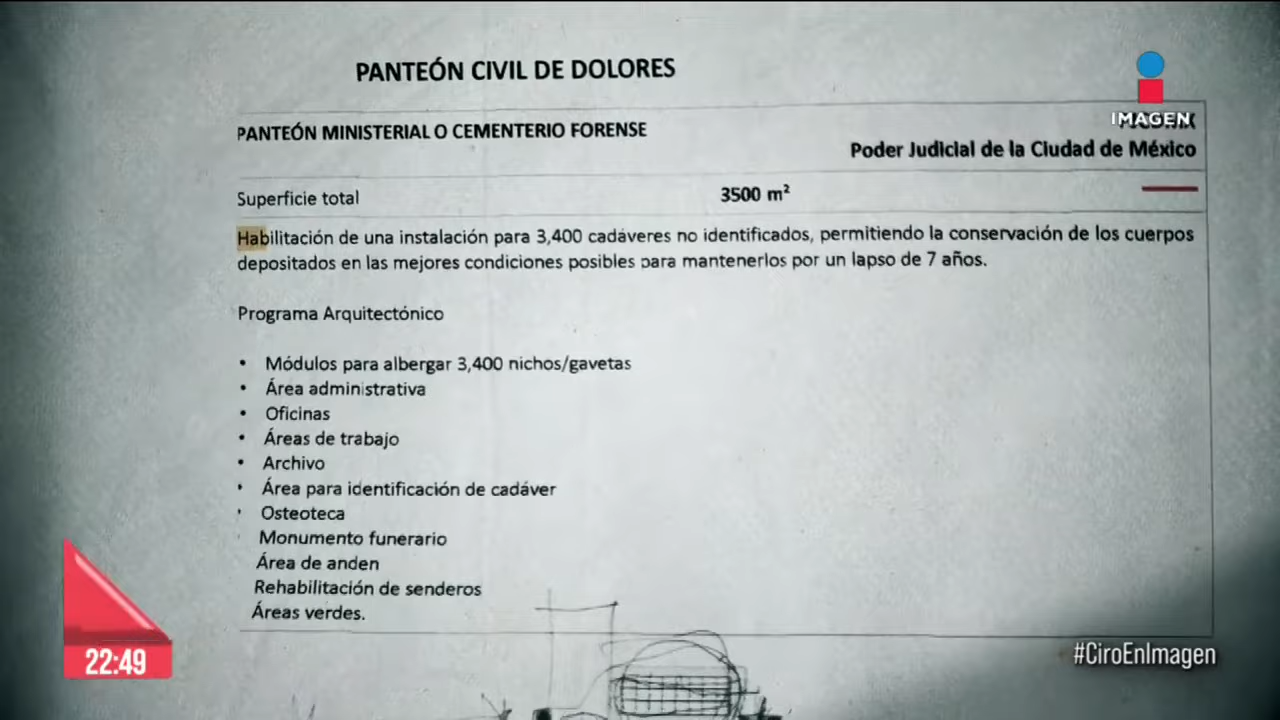 PANTEÓN CIVIL DE DOLORES
IMAGEN
PANTEÓN MINISTERIAL O CEMENTERIO FORENSE
Poder Judicial de la Ciudad de México
Superficie total 3500 m²
Habilitación de una instalación para 3,400 cadáveres no identificados, permitiendo la conservación de los cuerpos
depositados en las mejores condiciones posibles para mantenerlos por un lapso de 7 años.
Programa Arquitectónico
• Módulos para albergar 3,400 nichos/gavetas
• Área administrativa
• Oficinas
• Áreas de trabajo
• Archivo
• Área para identificación de cadáver
• Osteoteca
Monumento funerario
Área de anden
Rehabilitación de senderos
Áreas verdes.
22:49
#CiroEnImagen